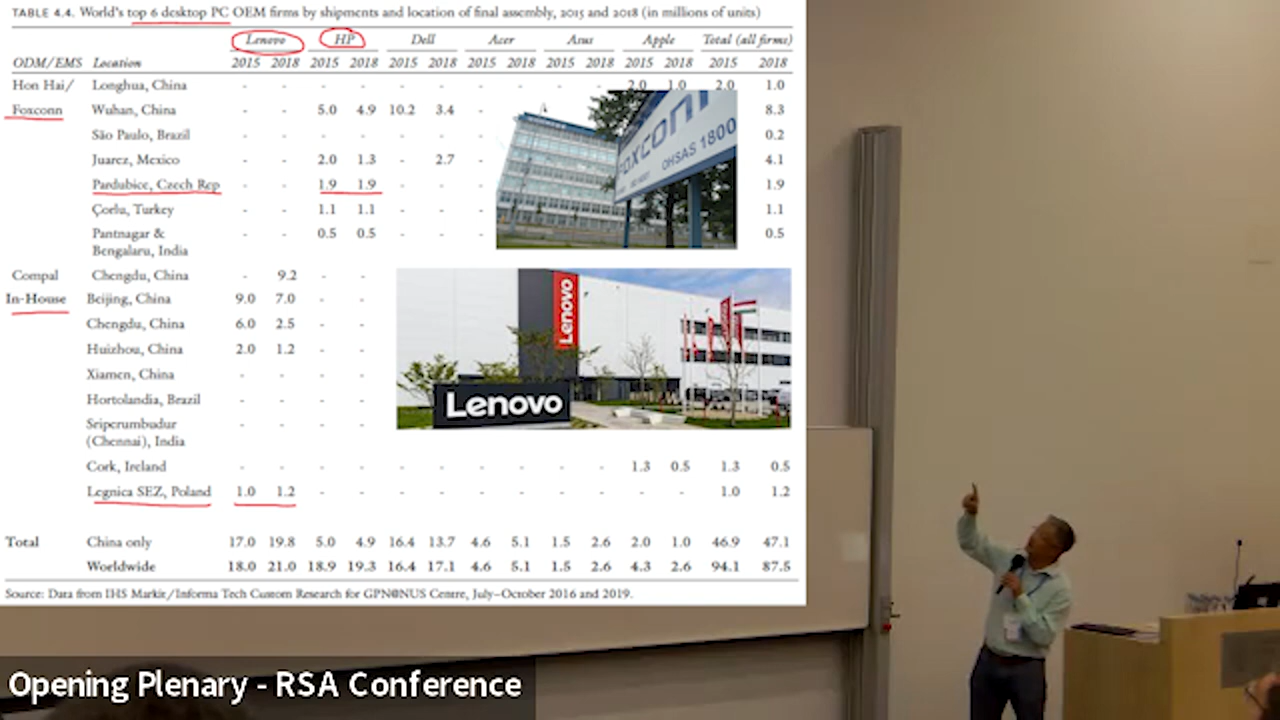 TABLE 4.4. World's top 6 desktop PC OEM firms by shipments and location of final assembly, 2015 and 2018 (in millions of units)
Lenovo HP Dell Acer Asus Apple Total (all firms)
ODM/EMS Location 2015 2018 2015 2018 2015 2018 2015 2018 2015 2018 2015 2018 2015 2018
Hon Hai/ Longhua, China - - - - - - - - - - 2.0 1.0 2.0 1.0
Foxconn Wuhan, China - - 5.0 4.9 10.2 3.4 - 8.3
São Paulo, Brazil - - - - - - - 0.2
Juarez, Mexico - - 2.0 1.3 - 2.7 - 4.1
Pardubice, Czech Rep - - 1.9 1.9 - - - 1.9
Çorlu, Turkey - - 1.1 1.1 - - - 1.1
Pantnagar & - - 0.5 0.5 - - - 0.5
Bengalaru, India
Compal Chengdu, China - 9.2 - -
In-House Beijing, China 9.0 7.0 - -
Chengdu, China 6.0 2.5 - -
Huizhou, China 2.0 1.2 - -
Xiamen, China - - - -
Hortolandia, Brazil - - - -
Sriperumbudur - - - -
(Chennai), India
Cork, Ireland - - - - - - - - - - 1.3 0.5 1.3 0.5
Legnica SEZ, Poland 1.0 1.2 - - - - - - - - - - 1.0 1.2
Total China only 17.0 19.8 5.0 4.9 16.4 13.7 4.6 5.1 1.5 2.6 2.0 1.0 46.9 47.1
Worldwide 18.0 21.0 18.9 19.3 16.4 17.1 4.6 5.1 1.5 2.6 4.3 2.6 94.1 87.5
Source: Data from IHS Markit/Informa Tech Custom Research for GPN@NUS Centre, July–October 2016 and 2019.
OXCONN
OHSAS 1800
Lenovo
Lenovo
Opening Plenary - RSA Conference